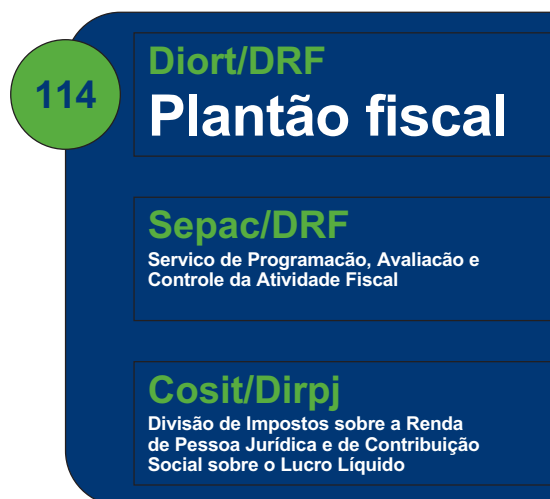 114
Diort/DRF
Plantão fiscal
Sepac/DRF
Servico de Programacão, Avaliacão e
Controle da Atividade Fiscal
Cosit/Dirpj
Divisão de Impostos sobre a Renda
de Pessoa Jurídica e de Contribuição
Social sobre o Lucro Líquido